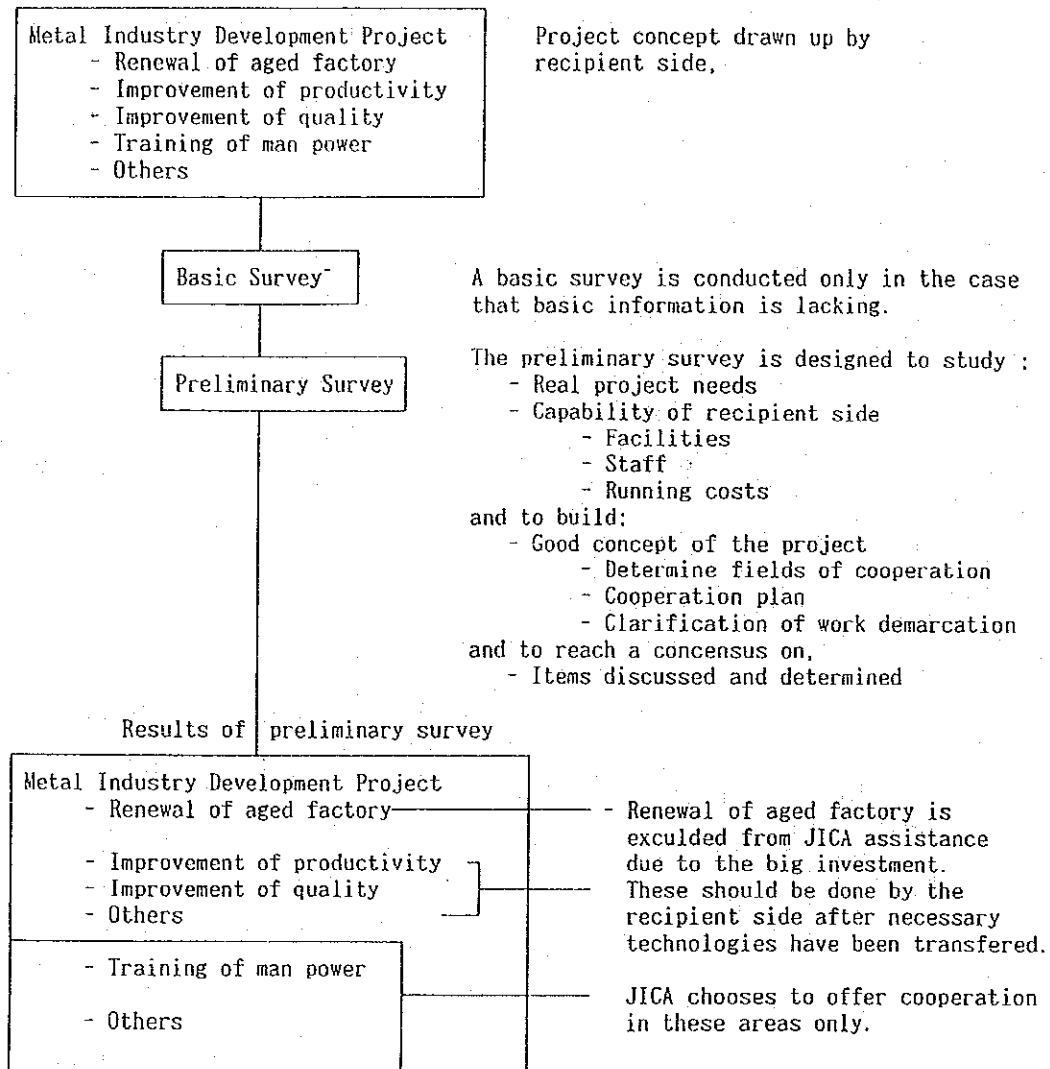 Metal Industry Development Project
- Renewal of aged factory
- Improvement of productivity
- Improvement of quality
- Training of man power
- Others
Project concept drawn up by
recipient side,
Basic Survey
A basic survey is conducted only in the case
that basic information is lacking.
Preliminary Survey
The preliminary survey is designed to study :
- Real project needs
- Capability of recipient side
- Facilities
- Staff
- Running costs
and to build:
- Good concept of the project
- Determine fields of cooperation
- Cooperation plan
- Clarification of work demarcation
and to reach a concensus on,
- Items discussed and determined
Results of preliminary survey
Metal Industry Development Project
- Renewal of aged factory
- Improvement of productivity
- Improvement of quality
- Others
- Training of man power
- Others
- Renewal of aged factory is
exculded from JICA assistance
due to the big investment.
These should be done by the
recipient side after necessary
technologies have been transfered.
JICA chooses to offer cooperation
in these areas only.